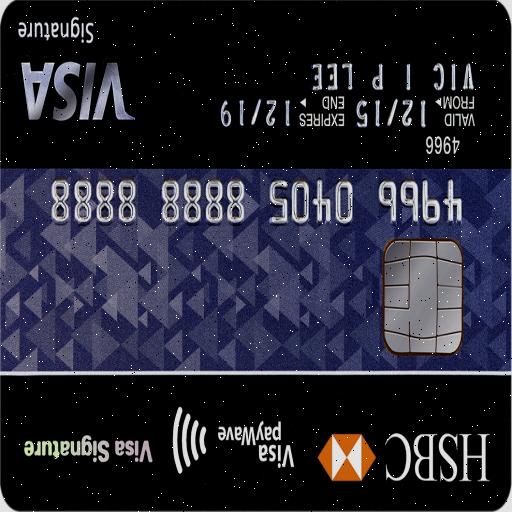 HSBC
Visa
payWave
Visa Signature
4966 0405 8888 8888
4966
VALID FROM 12/15 EXPIRES END 12/19
VIC I P LEE
VISA
Signature